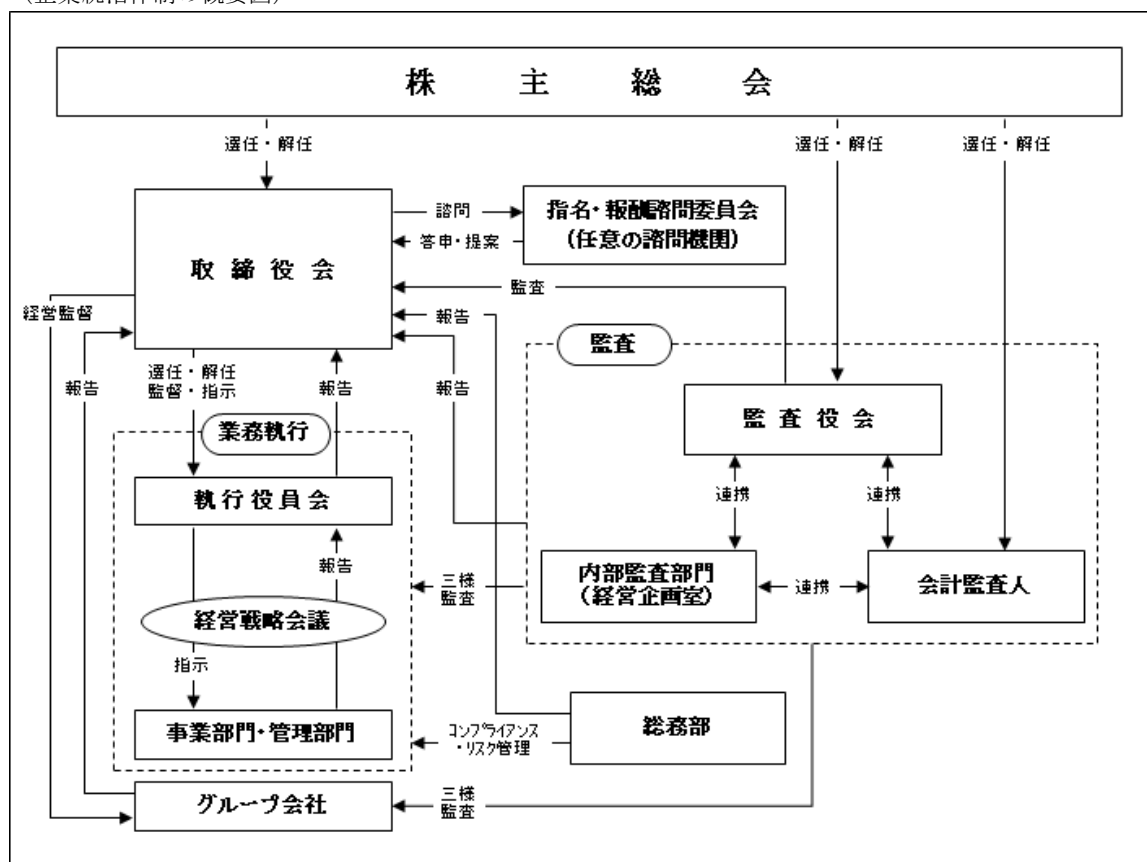 株主総会
選任・解任
選任・解任
選任・解任
取締役会
諮問
答申・提案
指名・報酬諮問委員会
(任意の諮問機関)
監査
経営監督
報告
監査
報告
選任・解任
監督・指示
報告
報告
監査役会
業務執行
執行役員会
連携
連携
報告
三様
監査
内部監査部門
(経営企画室)
連携
会計監査人
経営戦略会議
指示
事業部門・管理部門
コンプライアンス
・リスク管理
総務部
グループ会社
三様
監査